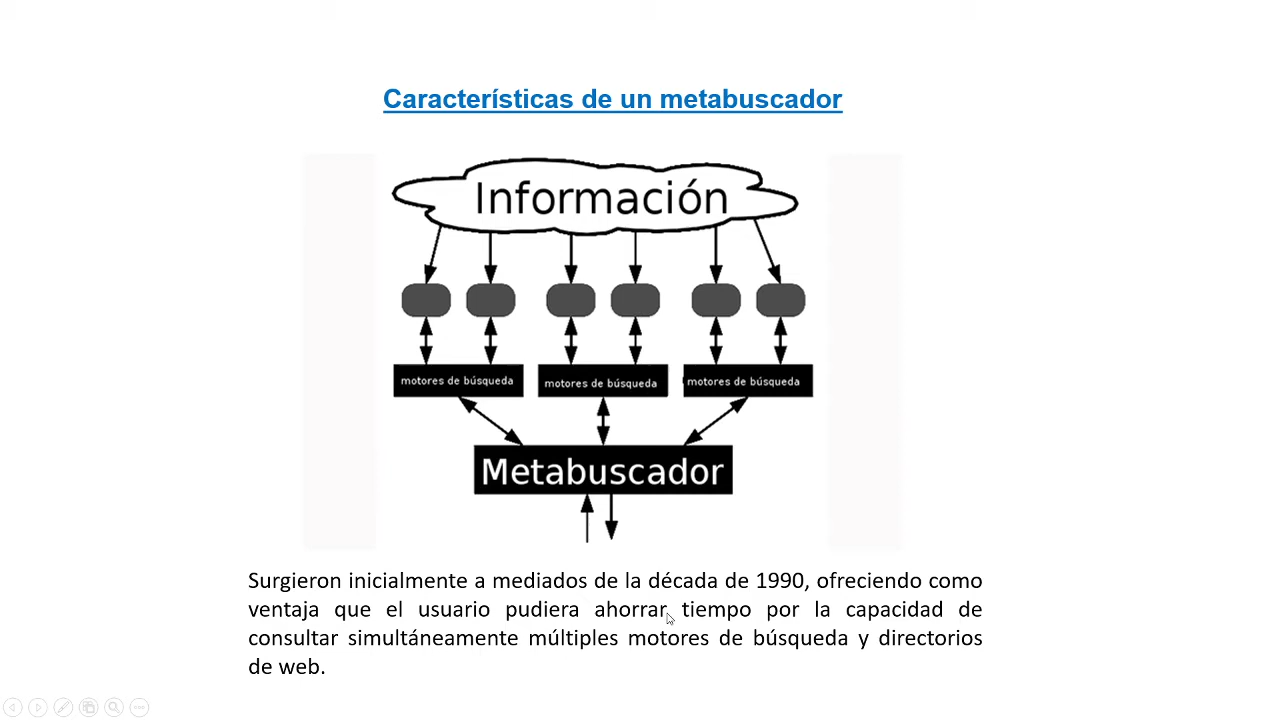 Características de un metabuscador
Información
motores de búsqueda
motores de búsqueda
motores de búsqueda
Metabuscador
Surgieron inicialmente a mediados de la década de 1990, ofreciendo como
ventaja que el usuario pudiera ahorrar tiempo por la capacidad de
consultar simultáneamente múltiples motores de búsqueda y directorios
de web.